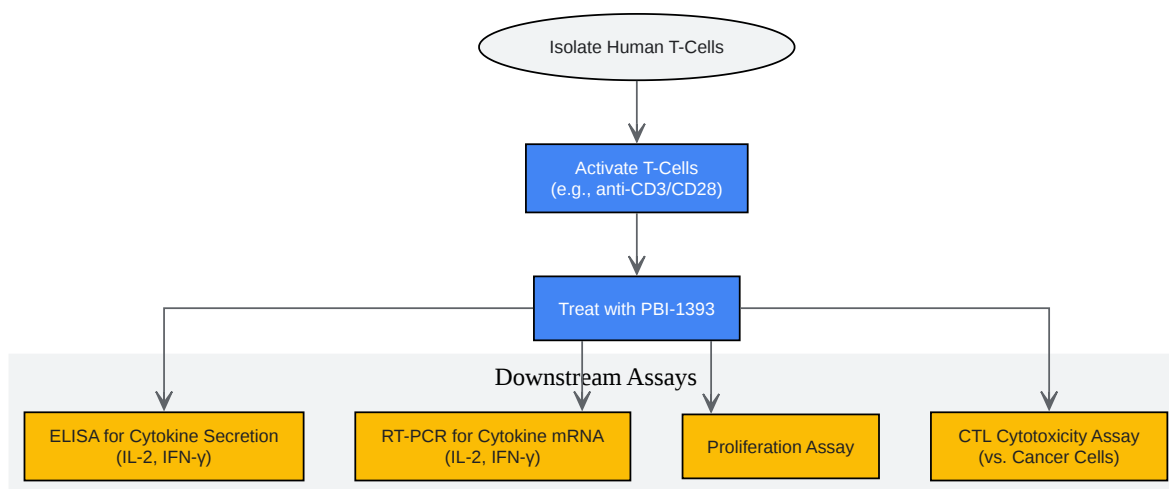 Isolate Human T-Cells
Activate T-Cells
(e.g., anti-CD3/CD28)
Treat with PBI-1393
Downstream Assays
ELISA for Cytokine Secretion
(IL-2, IFN-γ)
RT-PCR for Cytokine mRNA
(IL-2, IFN-γ)
Proliferation Assay
CTL Cytotoxicity Assay
(vs. Cancer Cells)